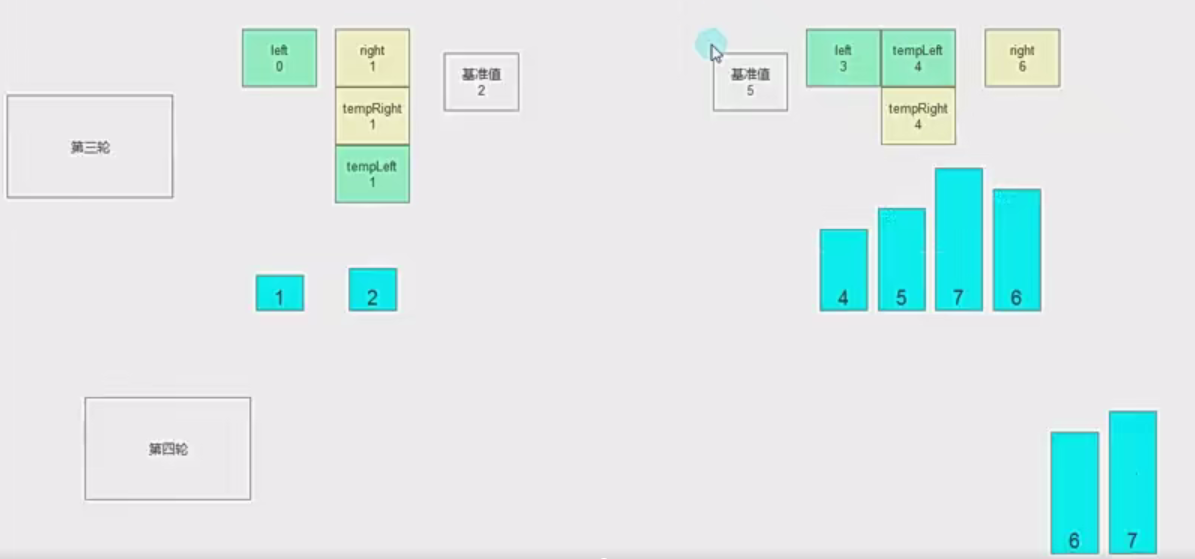 left
0
right
1
tempRight
1
tempLeft
1
基准值
2
基准值
5
left
3
tempLeft
4
tempRight
4
right
6
第三轮
1
2
4
5
7
6
第四轮
6
7